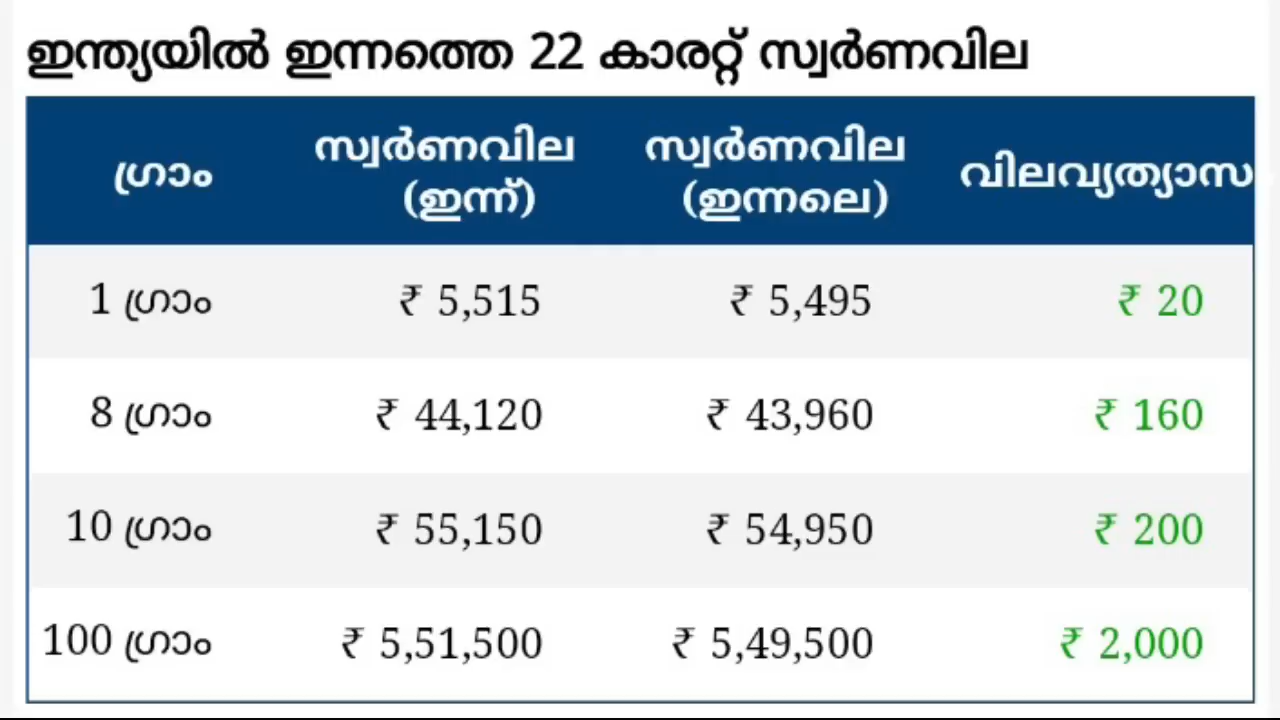 ഇന്ത്യയിൽ ഇന്നത്തെ 22 കാരറ്റ് സ്വർണവില
ഗ്രാം സ്വർണവില (ഇന്ന്) സ്വർണവില (ഇന്നലെ) വിലവ്യത്യാസ
1 ഗ്രാം ₹ 5,515 ₹ 5,495 ₹ 20
8 ഗ്രാം ₹ 44,120 ₹ 43,960 ₹ 160
10 ഗ്രാം ₹ 55,150 ₹ 54,950 ₹ 200
100 ഗ്രാം ₹ 5,51,500 ₹ 5,49,500 ₹ 2,000